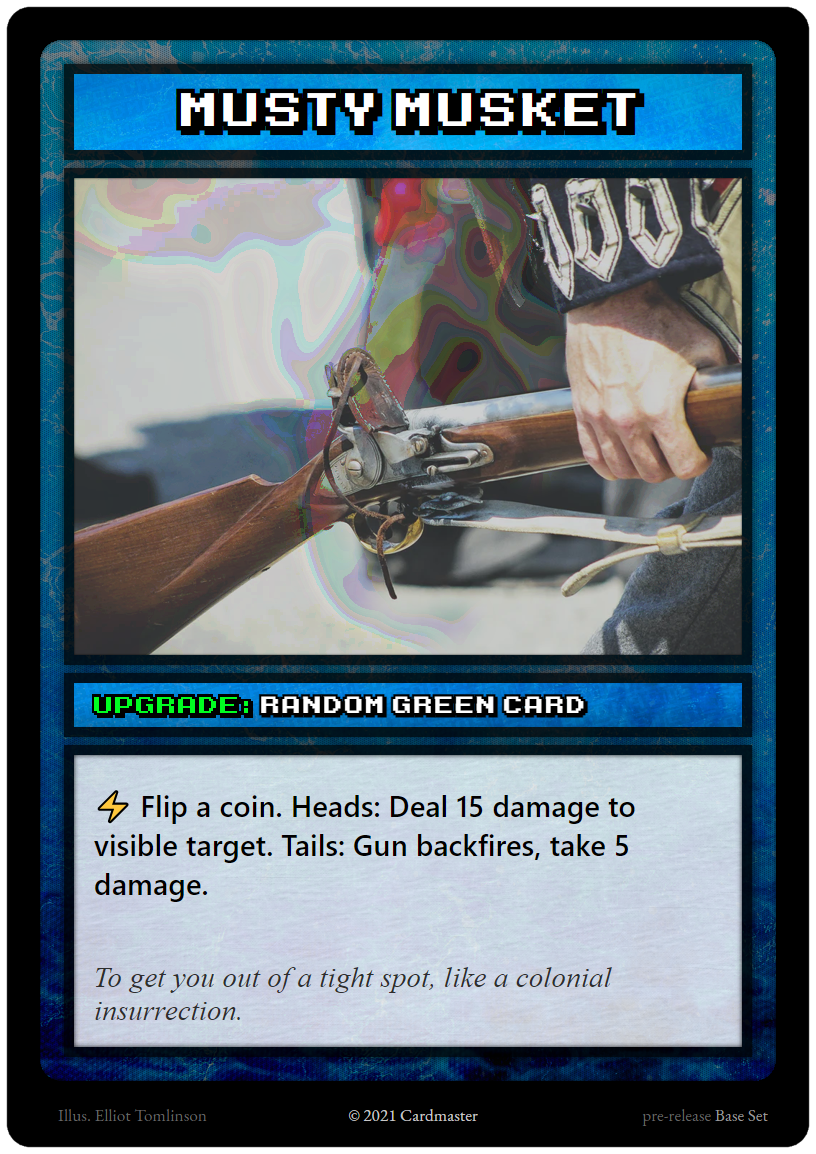 MUSTY MUSKET
UPGRADE: RANDOM GREEN CARD
⚡ Flip a coin. Heads: Deal 15 damage to
visible target. Tails: Gun backfires, take 5
damage.
To get you out of a tight spot, like a colonial
insurrection.
Illus. Elliot Tomlinson © 2021 Cardmaster pre-release Base Set